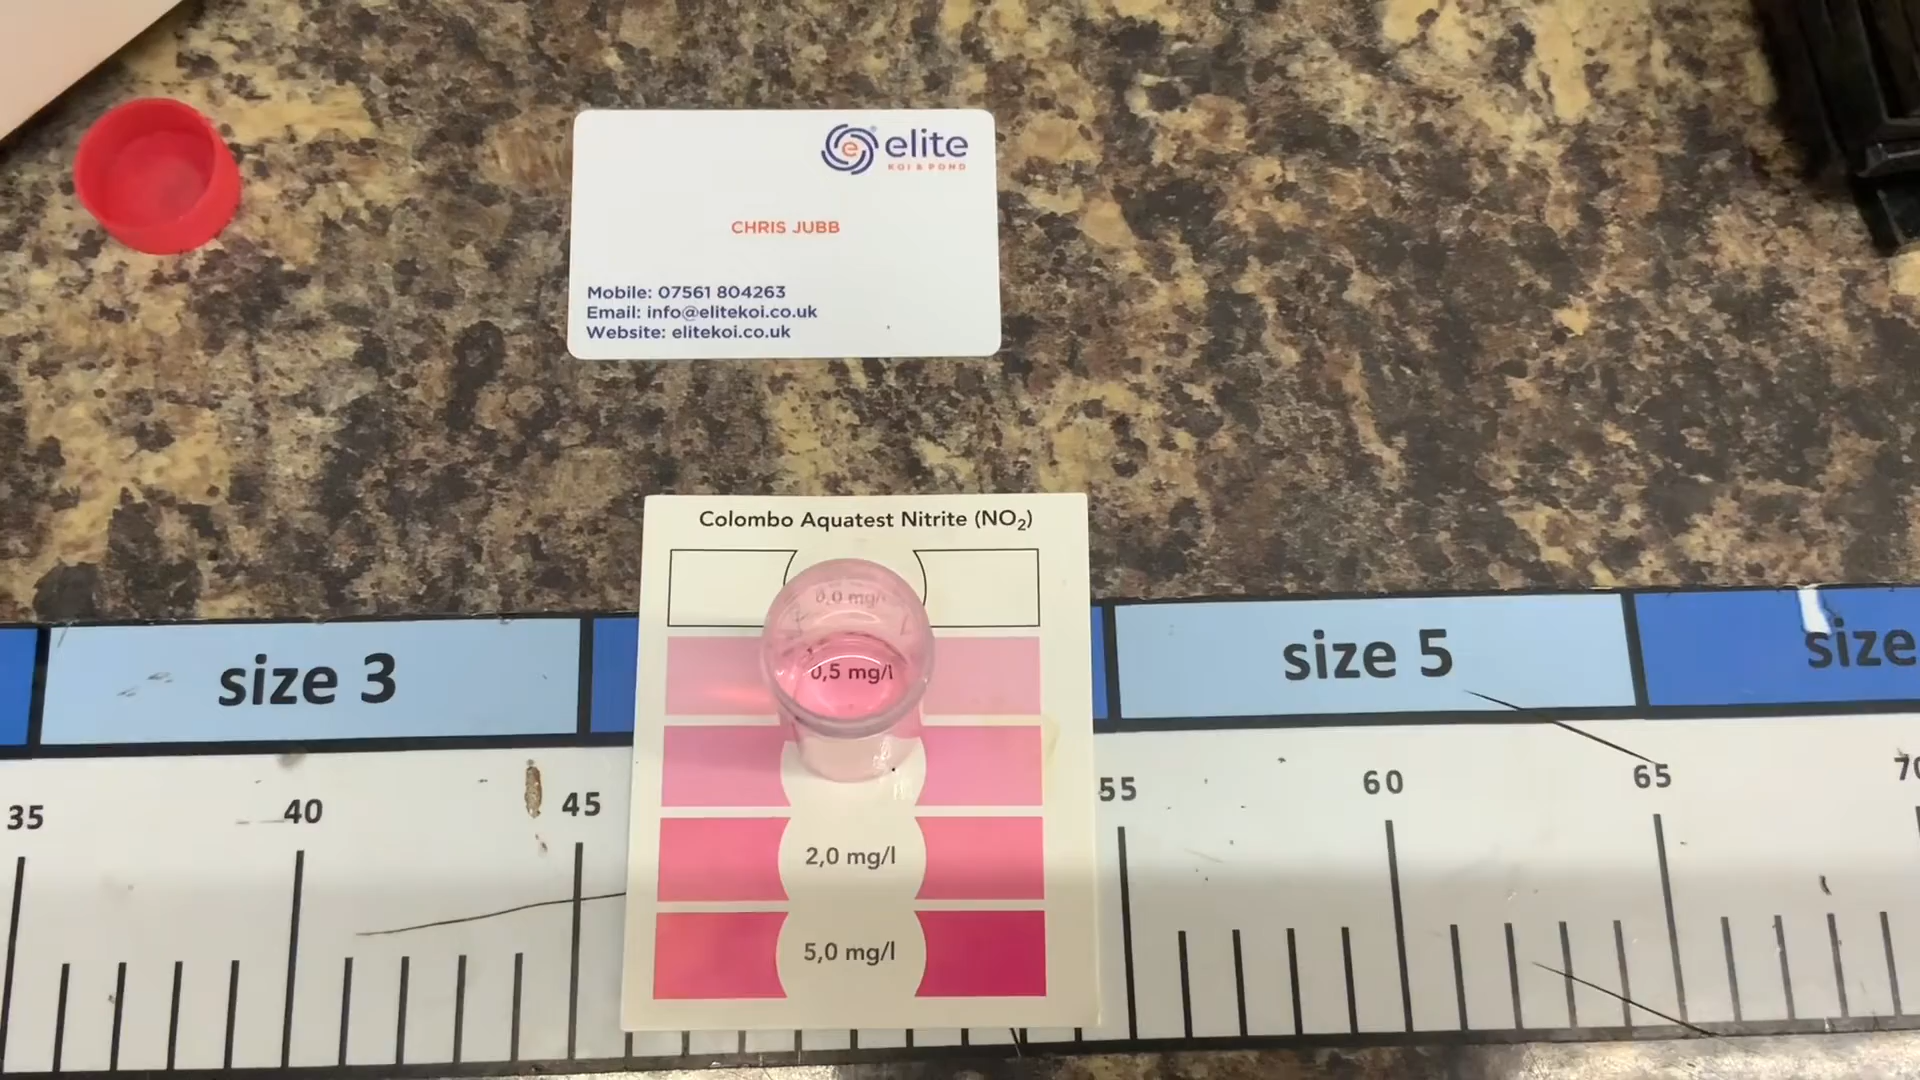 elite
KOI & POND
CHRIS JUBB
Mobile: 07561 804263
Email: info@elitekoi.co.uk
Website: elitekoi.co.uk
Colombo Aquatest Nitrite (NO₂)
0,0 mg/l
0,5 mg/l
2,0 mg/l
5,0 mg/l
size 3
size 5
size
35
40
45
55
60
65